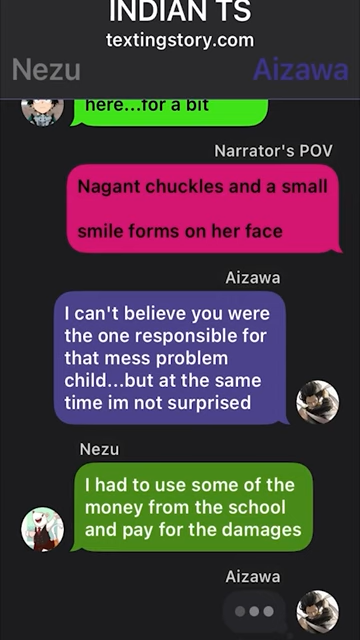 INDIAN TS
textingstory.com
Nezu Aizawa
here...for a bit
Narrator's POV
Nagant chuckles and a small
smile forms on her face
Aizawa
I can't believe you were
the one responsible for
that mess problem
child...but at the same
time im not surprised
Nezu
I had to use some of the
money from the school
and pay for the damages
Aizawa